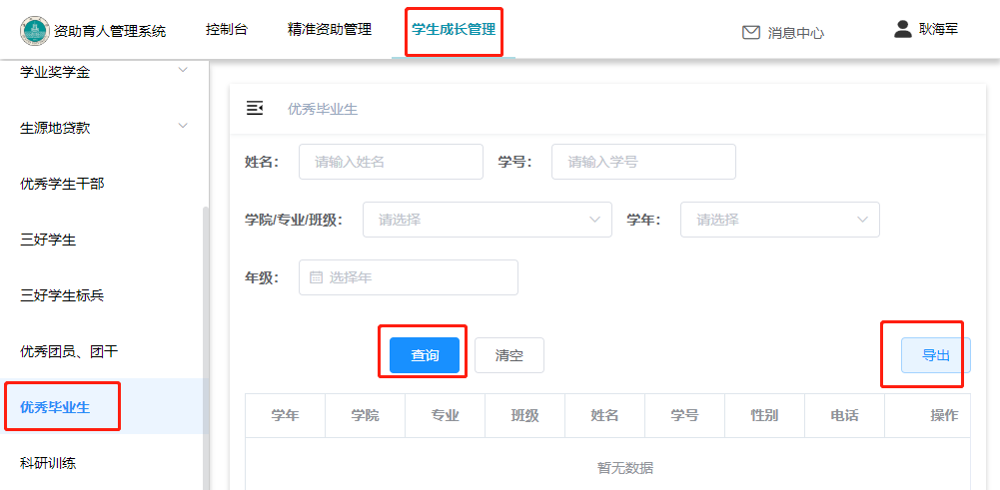 资助育人管理系统 控制台 精准资助管理 学生成长管理 消息中心 耿海军
学业奖学金
生源地贷款
优秀学生干部
三好学生
三好学生标兵
优秀团员、团干
优秀毕业生
科研训练
优秀毕业生
姓名： 请输入姓名 学号： 请输入学号
学院/专业/班级： 请选择 学年： 请选择
年级： 选择年
查询 清空 导出
学年 学院 专业 班级 姓名 学号 性别 电话 操作
暂无数据